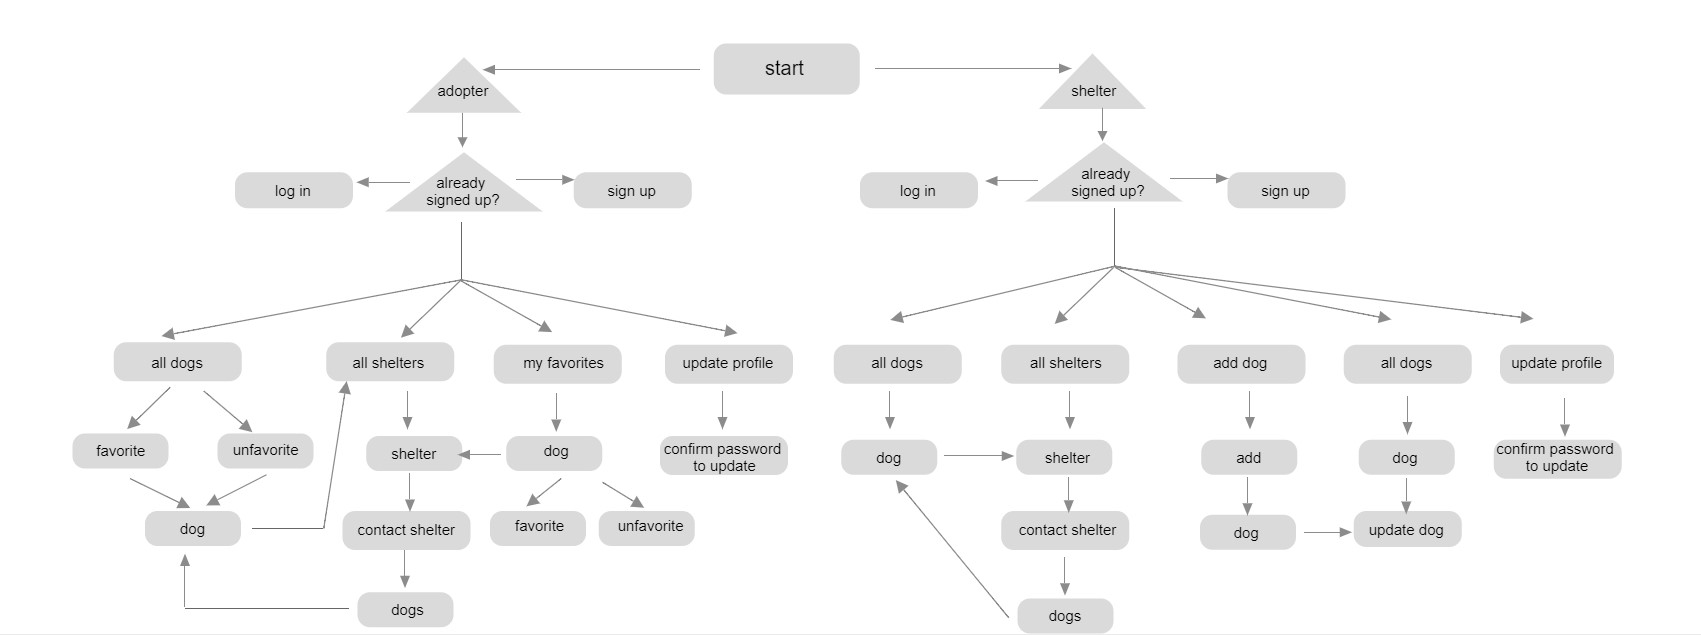 start
adopter
shelter
already
signed up?
log in
sign up
already
signed up?
log in
sign up
all dogs
all shelters
my favorites
update profile
all dogs
all shelters
add dog
all dogs
update profile
favorite
unfavorite
shelter
dog
confirm password
to update
dog
shelter
add
dog
confirm password
to update
dog
contact shelter
favorite
unfavorite
contact shelter
dog
update dog
dogs
dogs